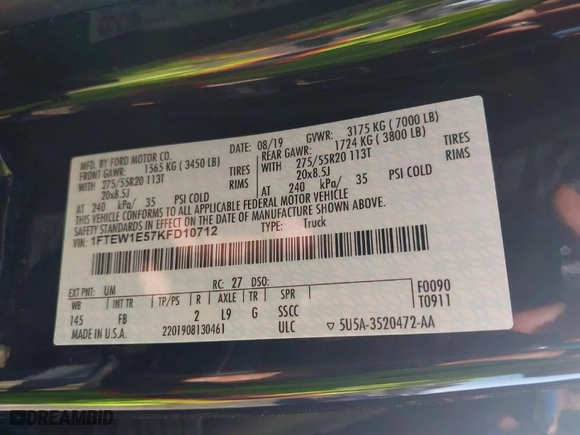 MFD. BY FORD MOTOR CO.
DATE: 08/19 GVWR: 3175 KG (7000 LB)
FRONT GAWR: 1565 KG (3450 LB)
REAR GAWR: 1724 KG (3800 LB)
WITH 275/55R20 113T TIRES
WITH 275/55R20 113T TIRES
20x8.5J RIMS
20x8.5J RIMS
AT 240 kPa/ 35 PSI COLD
AT 240 kPa/ 35 PSI COLD
THIS VEHICLE CONFORMS TO ALL APPLICABLE FEDERAL MOTOR VEHICLE
SAFETY STANDARDS IN EFFECT ON THE DATE OF MANUFACTURE SHOWN ABOVE.
VIN: 1FTEW1E57KFD10712
TYPE: Truck
EXT PNT: UM RC: 27 DSO:
WB INT TR TP/PS R AXLE TR SPR
F0090
T0911
145 FB 2 L9 G SSCC
MADE IN U.S.A. 2201908130461 ULC
▽ 5U5A-3520472-AA
DREAMBID